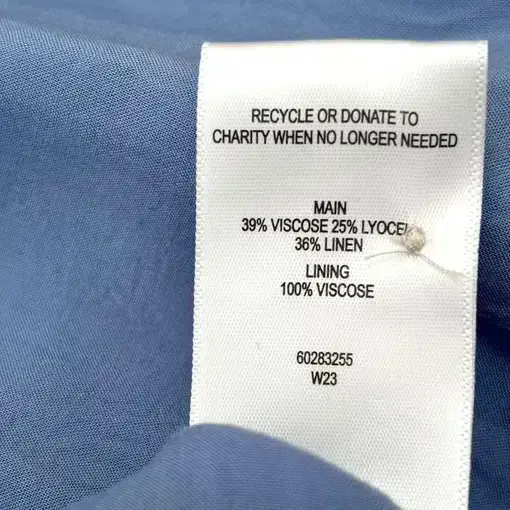 RECYCLE OR DONATE TO
CHARITY WHEN NO LONGER NEEDED
MAIN
39% VISCOSE 25% LYOCEL
36% LINEN
LINING
100% VISCOSE
60283255
W23